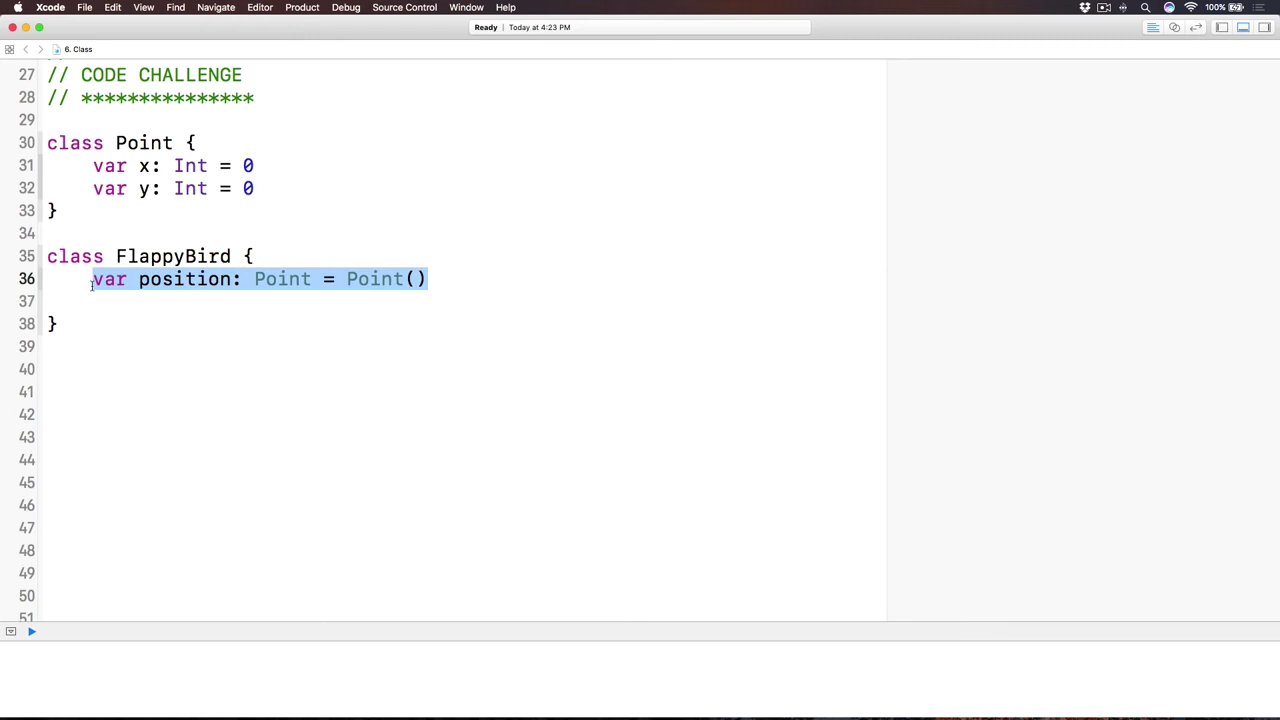 Xcode File Edit View Find Navigate Editor Product Debug Source Control Window Help 100%
Ready | Today at 4:23 PM
6. Class
27 // CODE CHALLENGE
28 // ***************
29
30 class Point {
31 var x: Int = 0
32 var y: Int = 0
33 }
34
35 class FlappyBird {
36 var position: Point = Point()
37
38 }
39
40
41
42
43
44
45
46
47
48
49
50
51